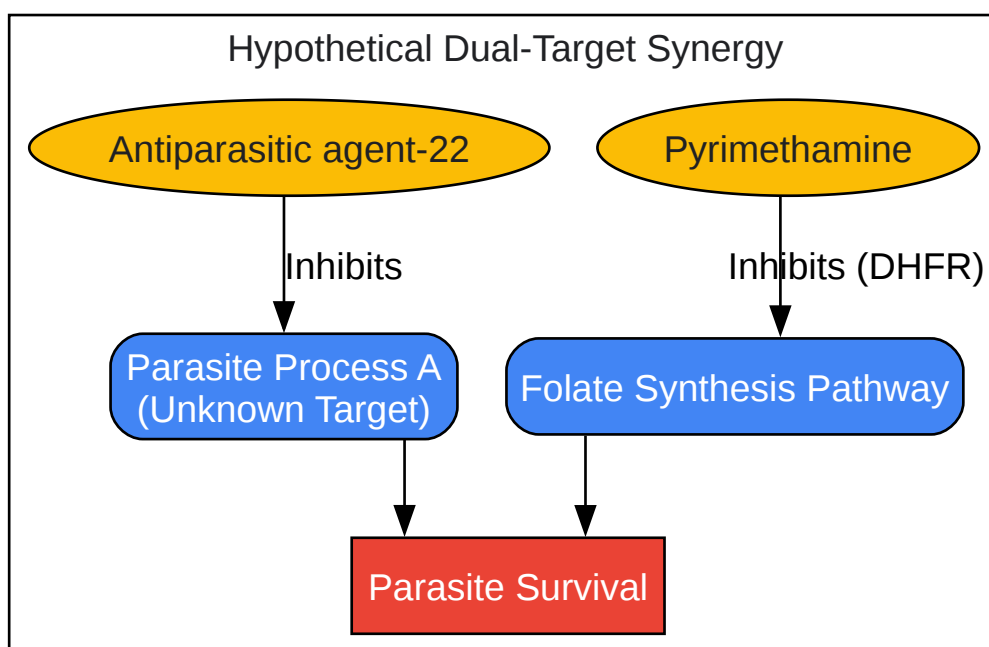 Hypothetical Dual-Target Synergy
Antiparasitic agent-22
Pyrimethamine
Inhibits
Inhibits (DHFR)
Parasite Process A
(Unknown Target)
Folate Synthesis Pathway
Parasite Survival